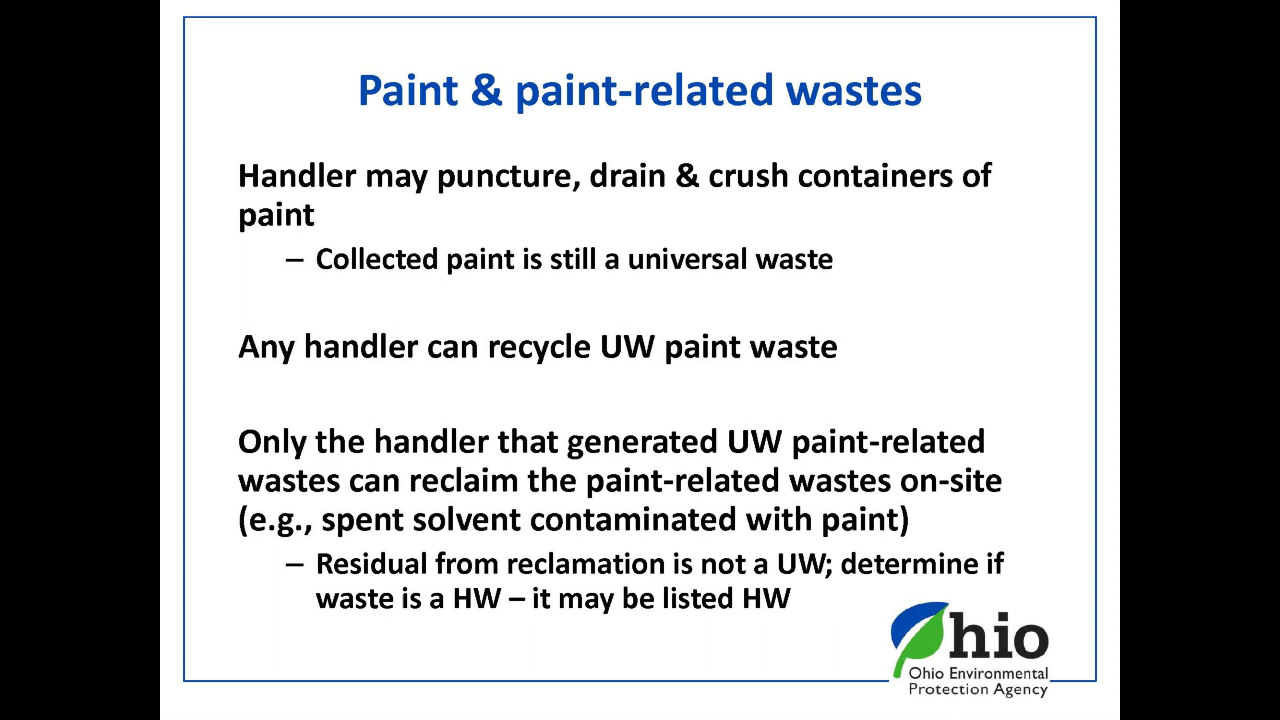 Paint & paint-related wastes
Handler may puncture, drain & crush containers of
paint
– Collected paint is still a universal waste
Any handler can recycle UW paint waste
Only the handler that generated UW paint-related
wastes can reclaim the paint-related wastes on-site
(e.g., spent solvent contaminated with paint)
– Residual from reclamation is not a UW; determine if
waste is a HW – it may be listed HW
Ohio
Ohio Environmental
Protection Agency